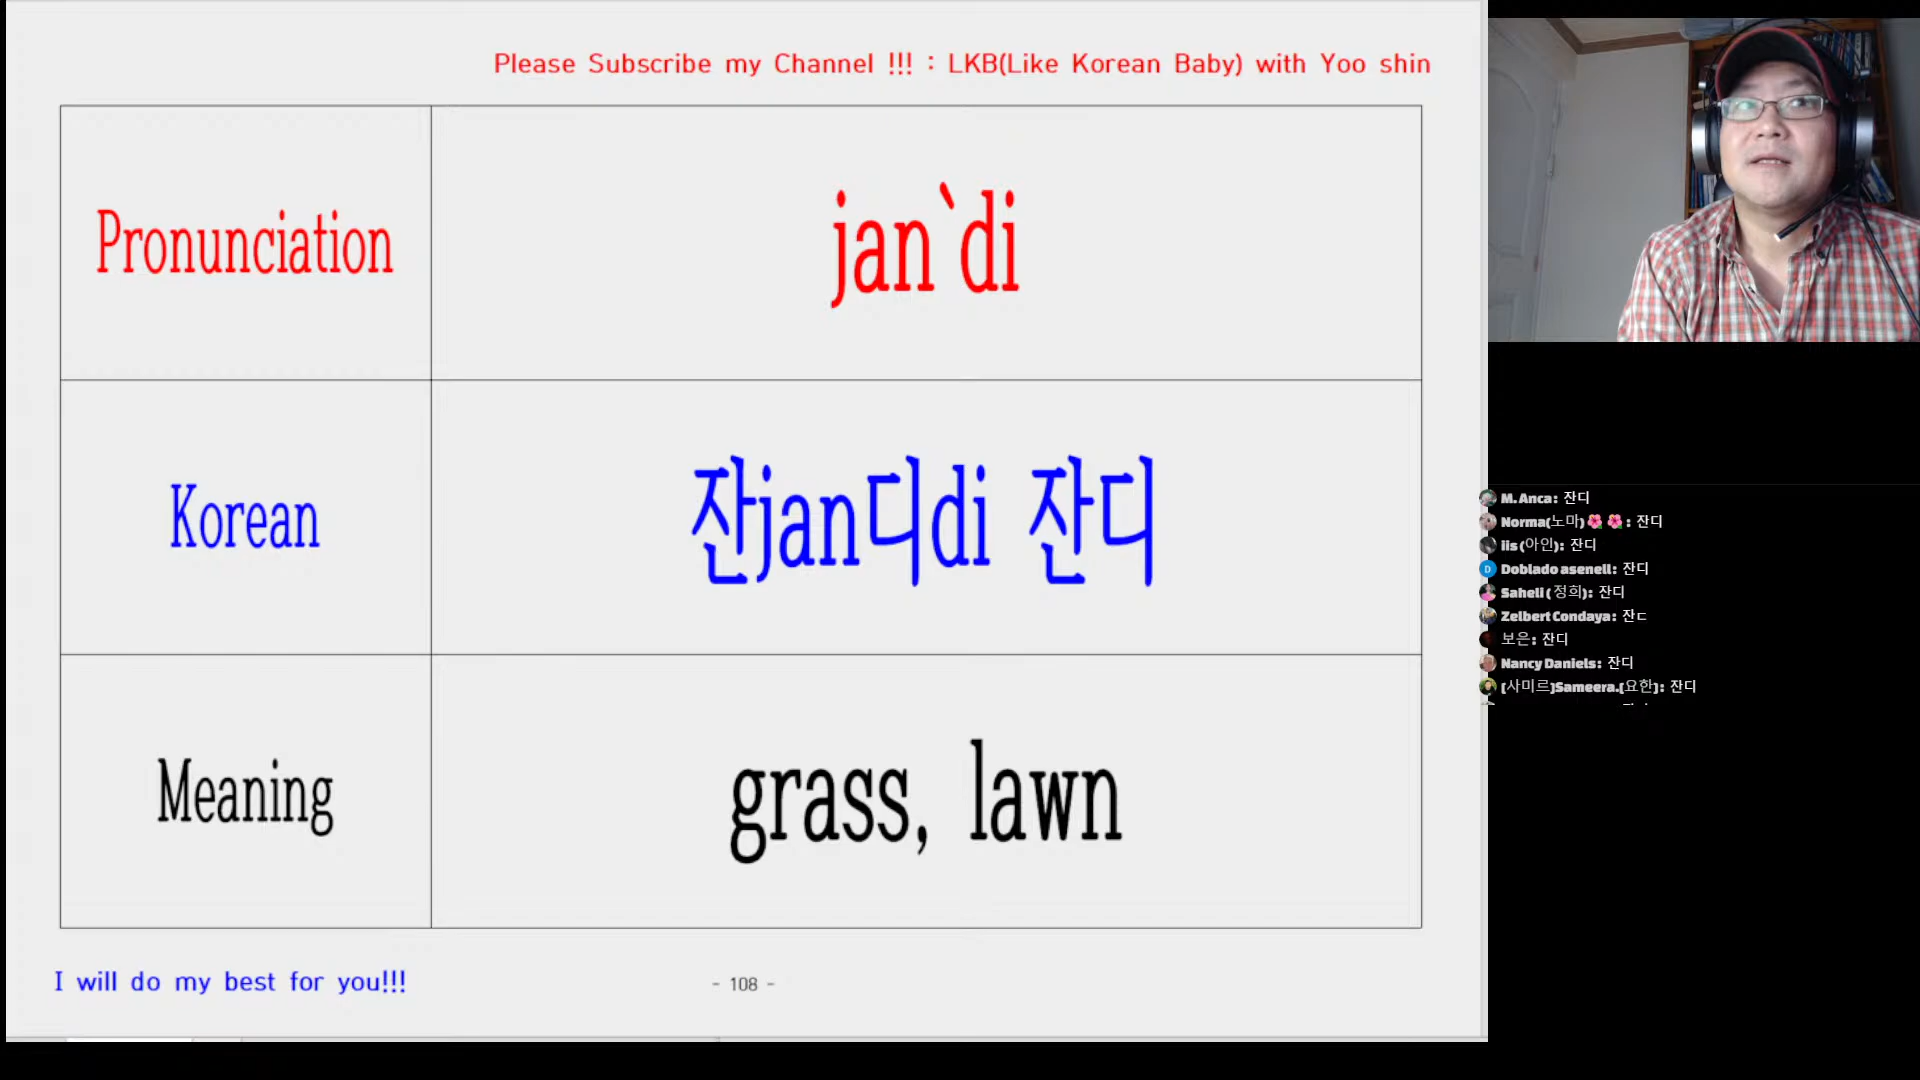 Please Subscribe my Channel !!! : LKB(Like Korean Baby) with Yoo shin
Pronunciation
jan`di
Korean
잔jan디di 잔디
Meaning
grass, lawn
I will do my best for you!!!
- 108 -
M. Anca: 잔디
Norma(노마)🌺🌺: 잔디
iis (아인): 잔디
D Doblado asenell: 잔디
Saheli ( 정희): 잔디
Zelbert Condaya: 잔ㄷ
보은: 잔디
Nancy Daniels: 잔디
[사미르]Sameera.[요한]: 잔디